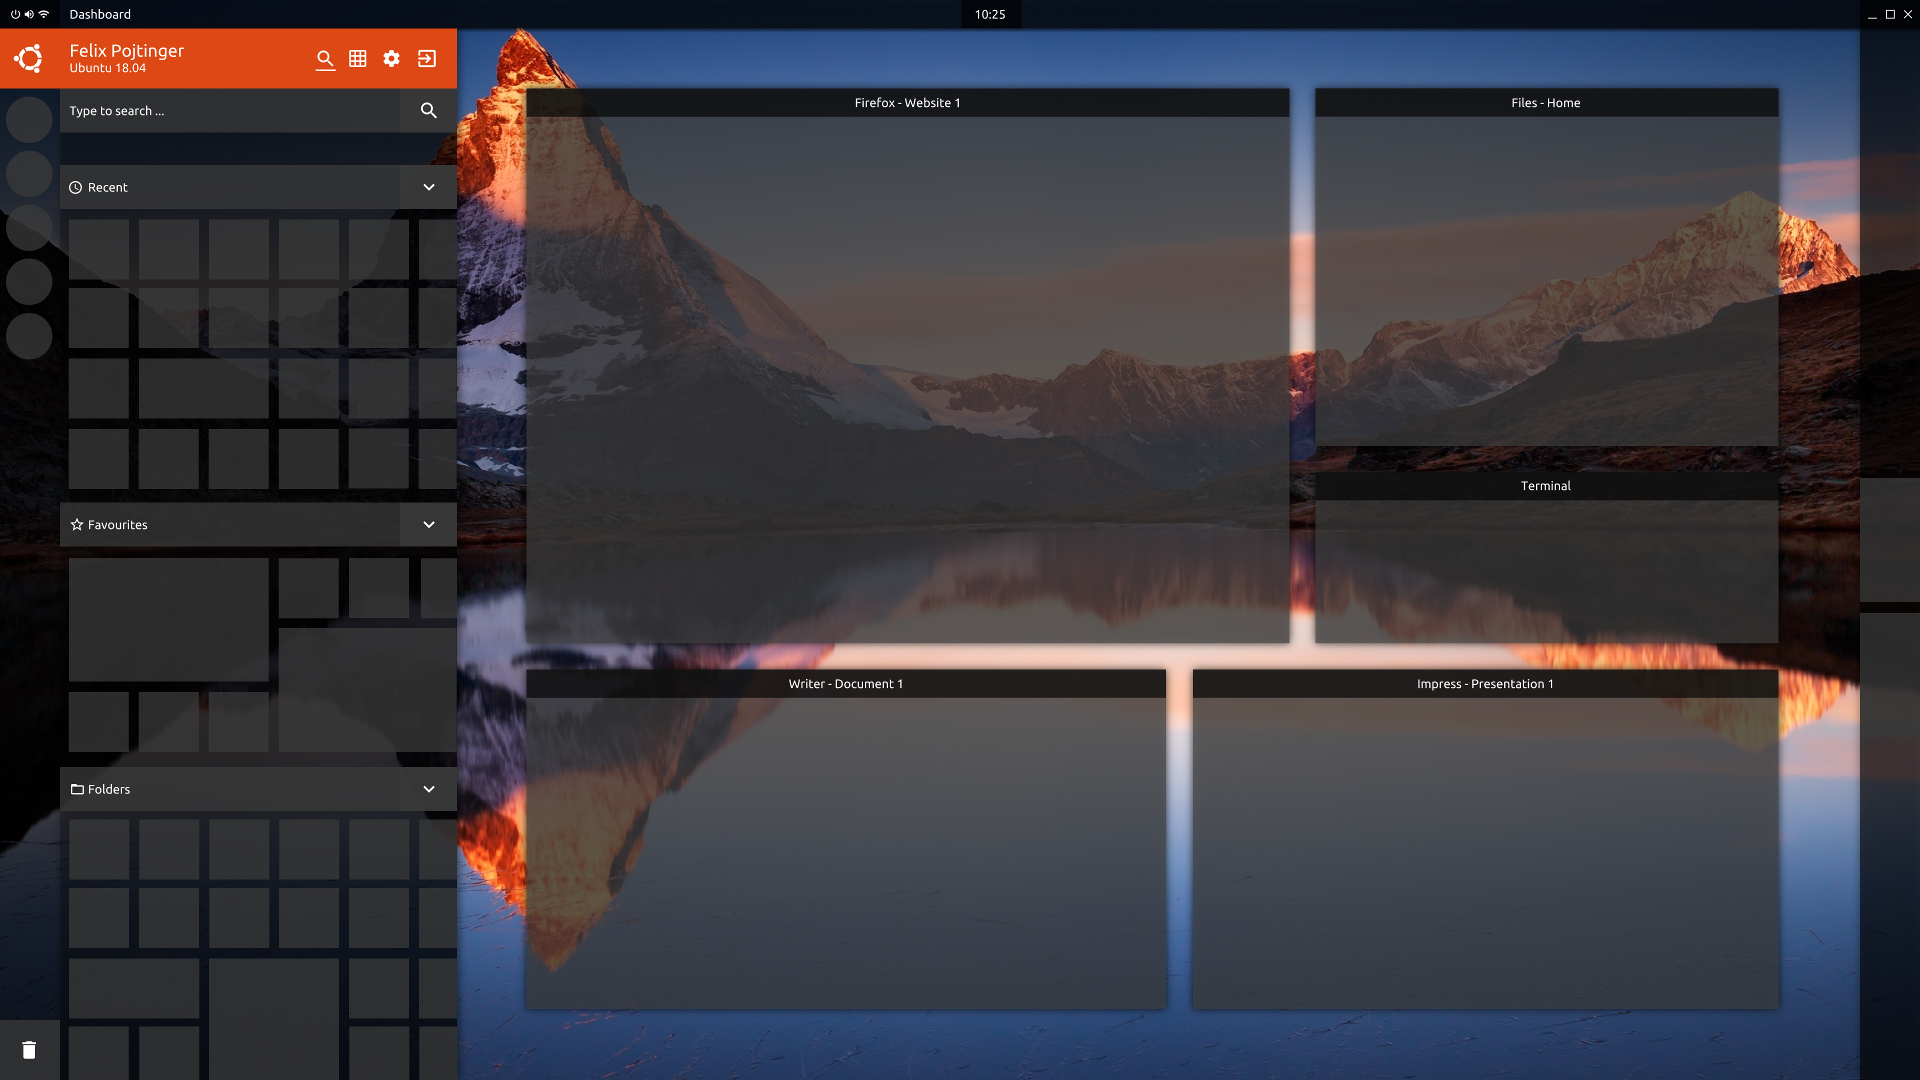 Dashboard
10:25
Felix Pojtinger
Ubuntu 18.04
Type to search ...
Recent
Favourites
Folders
Firefox - Website 1
Files - Home
Terminal
Writer - Document 1
Impress - Presentation 1